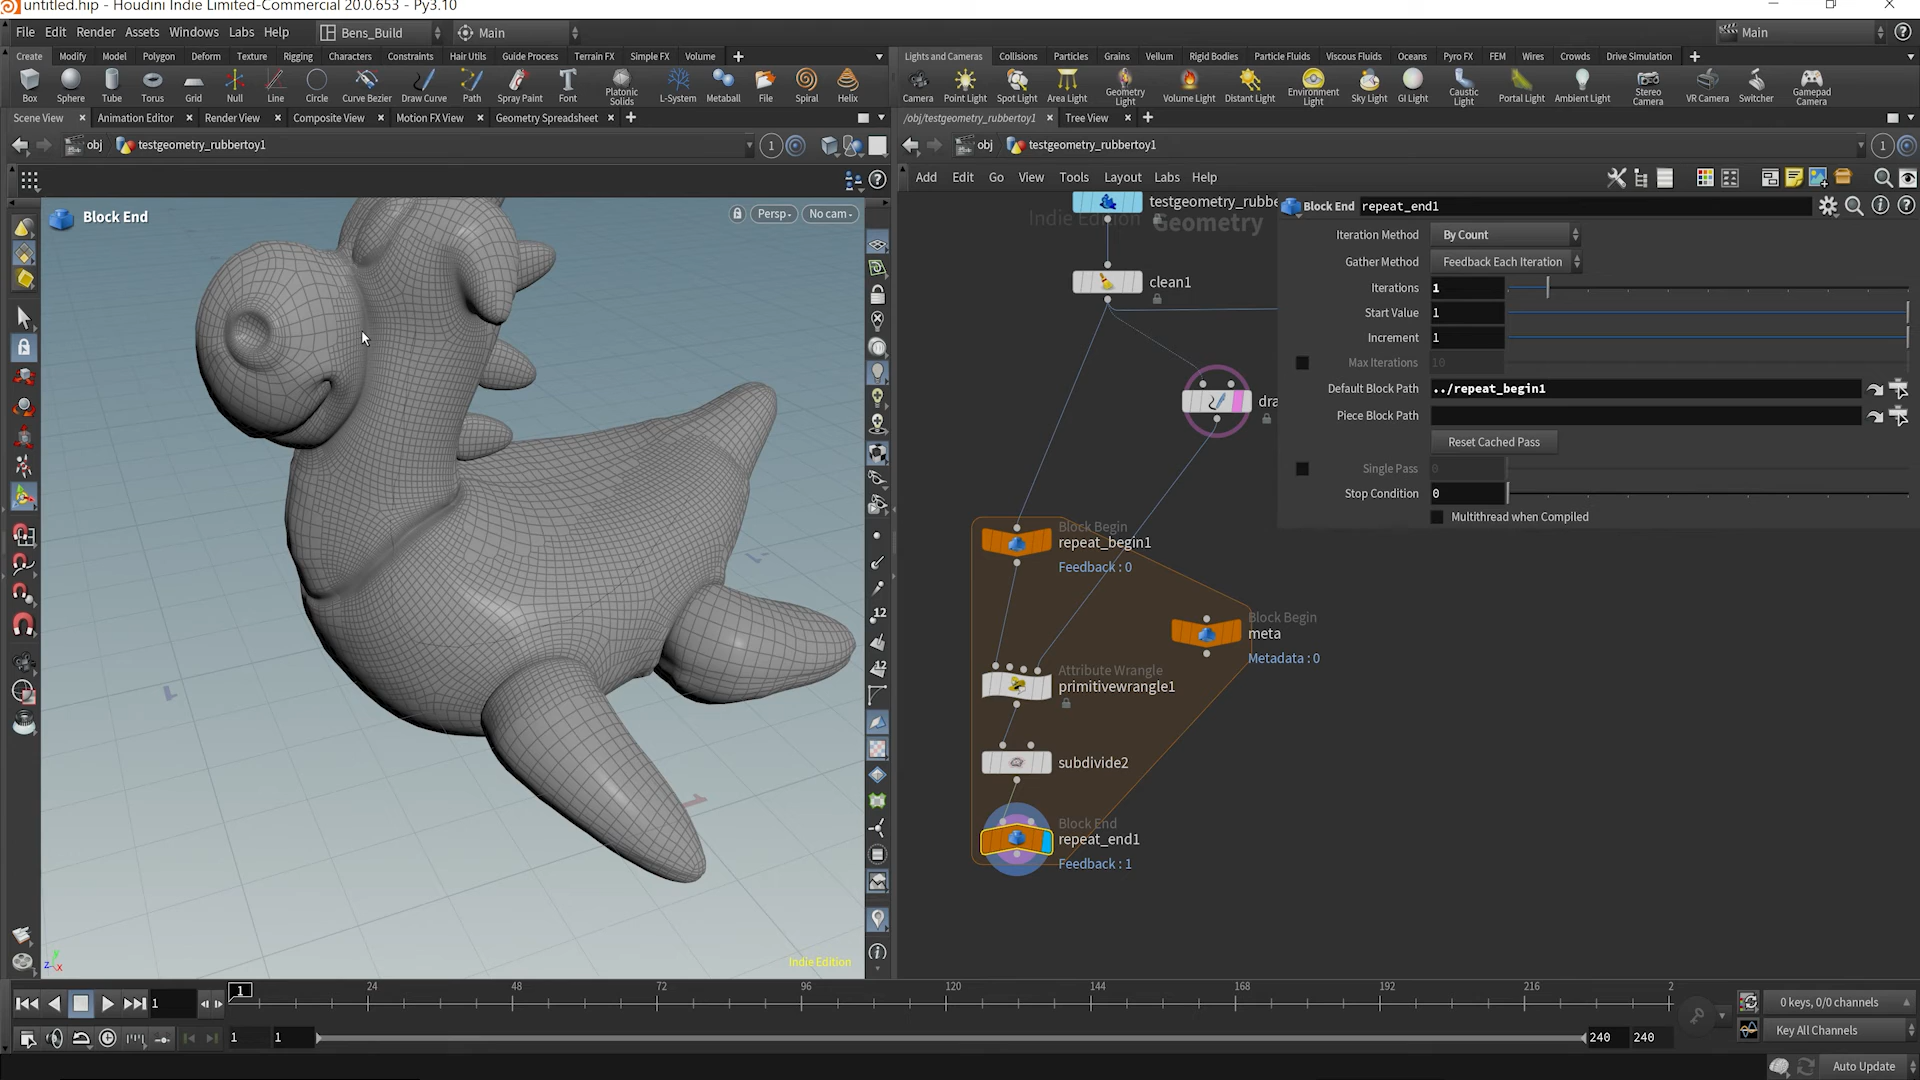 untitled.hip - Houdini Indie Limited-Commercial 20.0.653 - Py3.10
File Edit Render Assets Windows Labs Help Bens_Build Main Main
Create Modify Model Polygon Deform Texture Rigging Characters Constraints Hair Utils Guide Process Terrain FX Simple FX Volume
Lights and Cameras Collisions Particles Grains Vellum Rigid Bodies Particle Fluids Viscous Fluids Oceans Pyro FX FEM Wires Crowds Drive Simulation
Box Sphere Tube Torus Grid Null Line Circle Curve Bezier Draw Curve Path Spray Paint Font Platonic Solids L-System Metaball File Spiral Helix
Camera Point Light Spot Light Area Light Geometry Light Volume Light Distant Light Environment Light Sky Light GI Light Caustic Light Portal Light Ambient Light Stereo Camera VR Camera Switcher Gamepad Camera
Scene View Animation Editor Render View Composite View Motion FX View Geometry Spreadsheet
/obj/testgeometry_rubbertoy1 Tree View
obj testgeometry_rubbertoy1 1
obj testgeometry_rubbertoy1 1
Add Edit Go View Tools Layout Labs Help
Block End
Persp No cam
testgeometry_rubbe
Indie Edition Geometry
clean1
dra
Block Begin
repeat_begin1
Feedback : 0
Block Begin
meta
Metadata : 0
Attribute Wrangle
primitivewrangle1
subdivide2
Block End
repeat_end1
Feedback : 1
Block End repeat_end1
Iteration Method By Count
Gather Method Feedback Each Iteration
Iterations 1
Start Value 1
Increment 1
Max Iterations 10
Default Block Path ../repeat_begin1
Piece Block Path
Reset Cached Pass
Single Pass 0
Stop Condition 0
Multithread when Compiled
12
12
z y x
Indie Edition
1 1 24 48 72 96 120 144 168 192 216 2
0 keys, 0/0 channels
1 1 240 240
Key All Channels
Auto Update